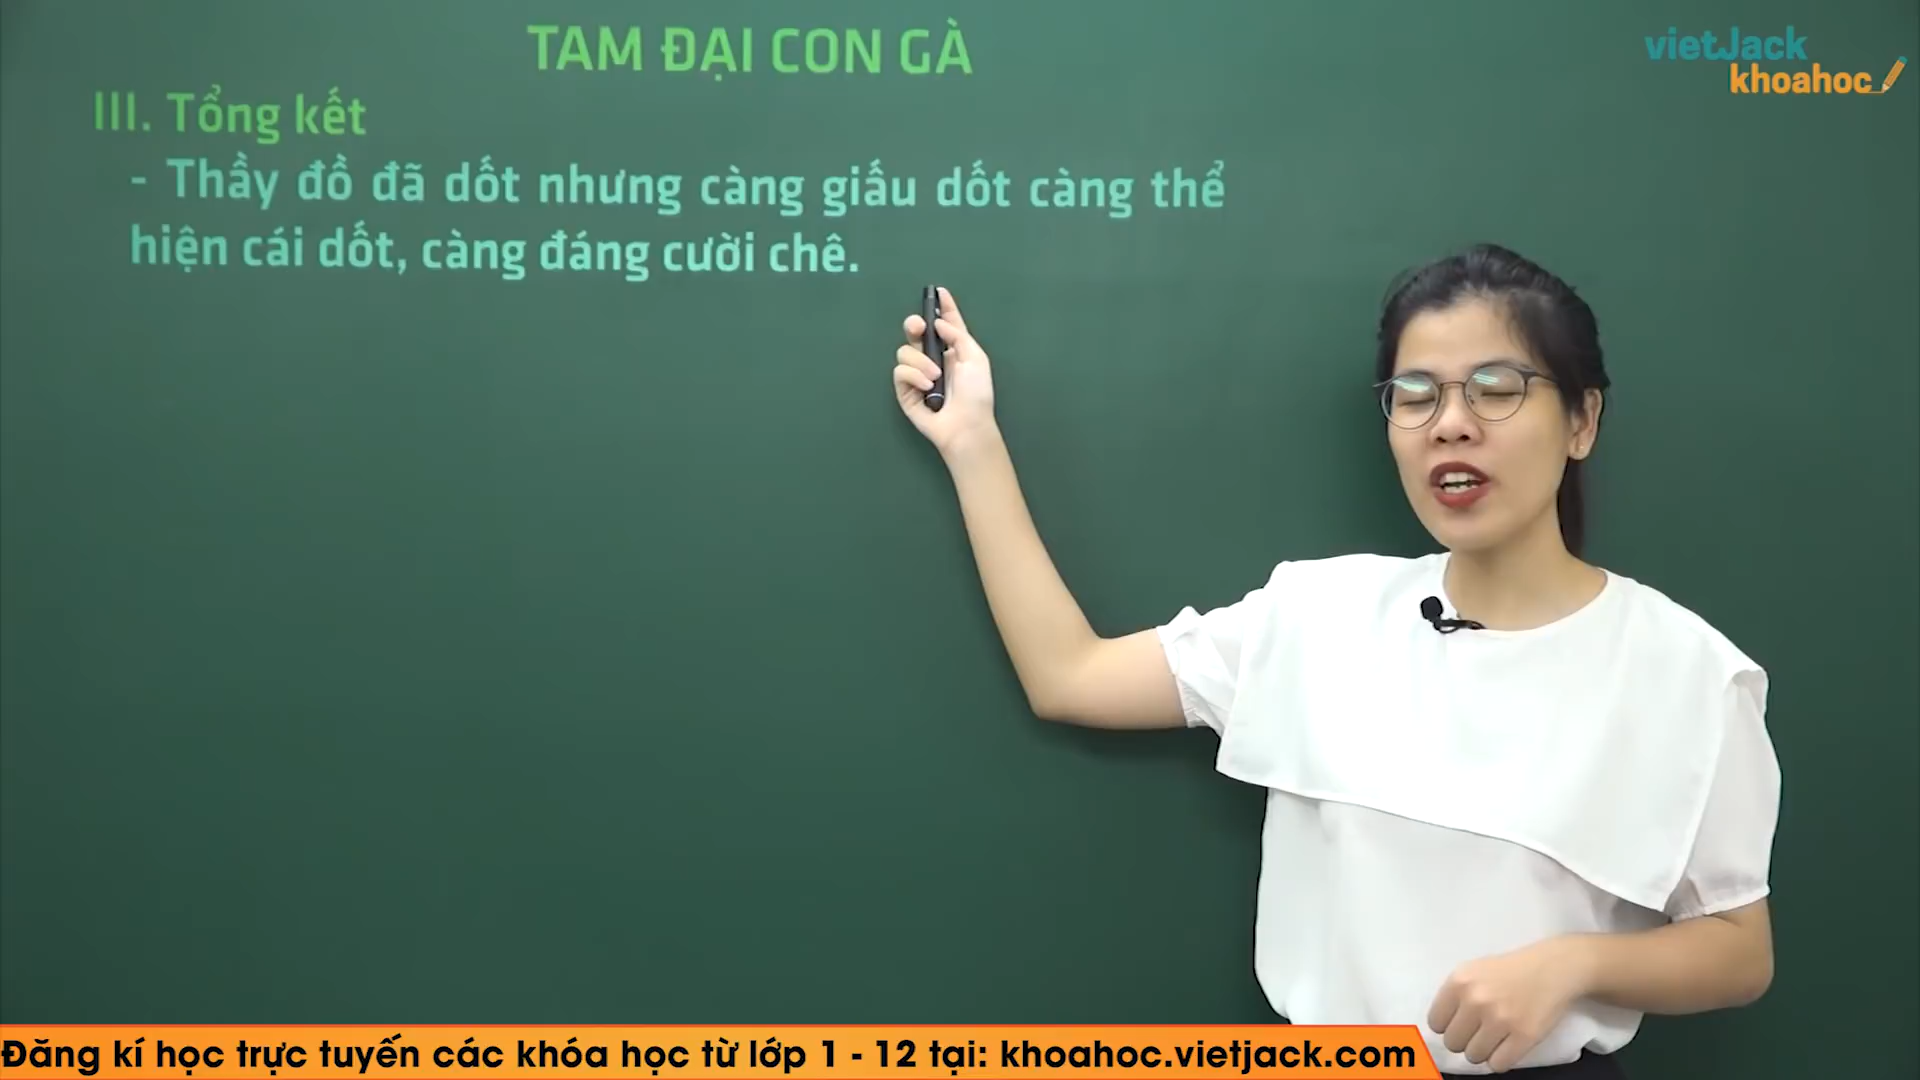 TAM ĐẠI CON GÀ
vietJack
khoahoc
III. Tổng kết
- Thầy đồ đã dốt nhưng càng giấu dốt càng thể
hiện cái dốt, càng đáng cười chê.
Đăng kí học trực tuyến các khóa học từ lớp 1 - 12 tại: khoahoc.vietjack.com